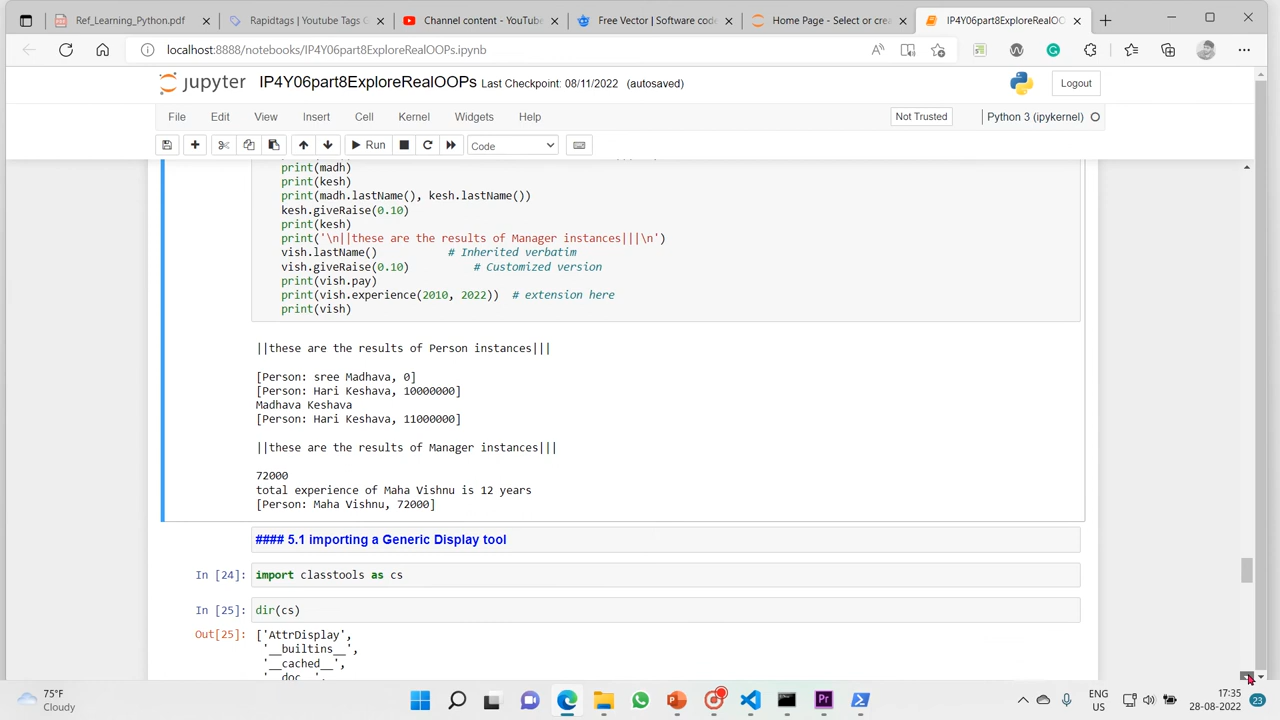 Ref_Learning_Python.pdf
Rapidtags | Youtube Tags G
Channel content - YouTube
Free Vector | Software code
Home Page - Select or crea
IP4Y06part8ExploreRealOOP
localhost:8888/notebooks/IP4Y06part8ExploreRealOOPs.ipynb
jupyter IP4Y06part8ExploreRealOOPs Last Checkpoint: 08/11/2022 (autosaved)
Logout
File Edit View Insert Cell Kernel Widgets Help
Not Trusted
Python 3 (ipykernel)
Run
Code
print(madh)
print(kesh)
print(madh.lastName(), kesh.lastName())
kesh.giveRaise(0.10)
print(kesh)
print('\n||these are the results of Manager instances|||\n')
vish.lastName() # Inherited verbatim
vish.giveRaise(0.10) # Customized version
print(vish.pay)
print(vish.experience(2010, 2022)) # extension here
print(vish)
||these are the results of Person instances|||
[Person: sree Madhava, 0]
[Person: Hari Keshava, 10000000]
Madhava Keshava
[Person: Hari Keshava, 11000000]
||these are the results of Manager instances|||
72000
total experience of Maha Vishnu is 12 years
[Person: Maha Vishnu, 72000]
#### 5.1 importing a Generic Display tool
In [24]: import classtools as cs
In [25]: dir(cs)
Out[25]: ['AttrDisplay',
'__builtins__',
'__cached__',
'__doc__',
75°F
Cloudy
ENG
US
17:35
28-08-2022
23